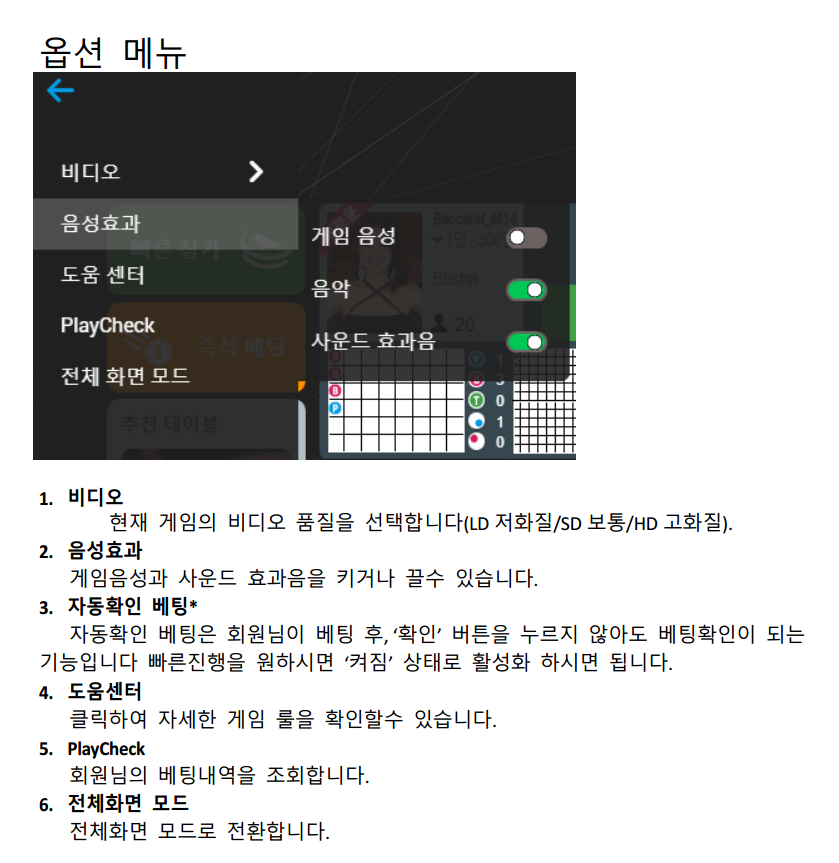 옵션 메뉴
비디오
음성효과
빠른 참가
도움 센터
PlayCheck
즉석 베팅
전체 화면 모드
추천 테이블
Baccarat_M14
게임 음성
1만 - 300만
Elisha
음악
20
사운드 효과음
P 1
B 3
T 0
1
0
B
P
1. 비디오
현재 게임의 비디오 품질을 선택합니다(LD 저화질/SD 보통/HD 고화질).
2. 음성효과
게임음성과 사운드 효과음을 키거나 끌수 있습니다.
3. 자동확인 베팅*
자동확인 베팅은 회원님이 베팅 후, ‘확인’ 버튼을 누르지 않아도 베팅확인이 되는
기능입니다 빠른진행을 원하시면 ‘켜짐’ 상태로 활성화 하시면 됩니다.
4. 도움센터
클릭하여 자세한 게임 룰을 확인할수 있습니다.
5. PlayCheck
회원님의 베팅내역을 조회합니다.
6. 전체화면 모드
전체화면 모드로 전환합니다.